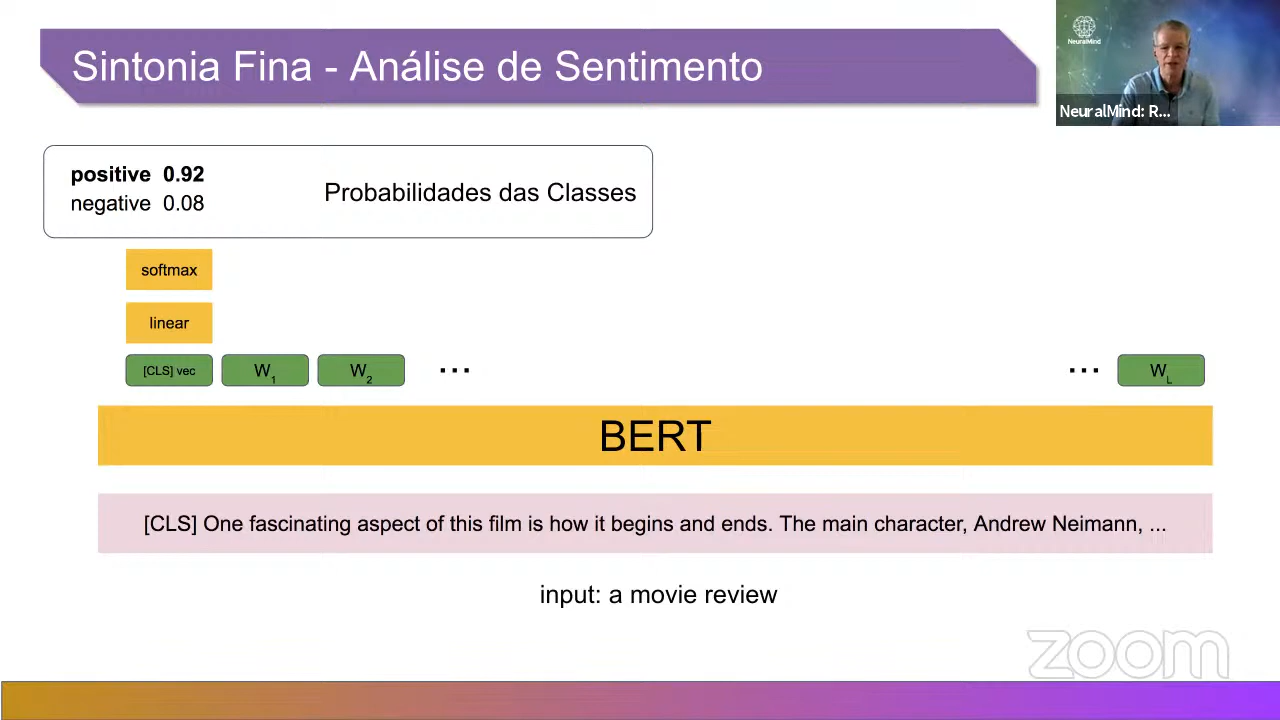 Sintonia Fina - Análise de Sentimento
NeuralMind
NeuralMind: R...
positive 0.92
negative 0.08
Probabilidades das Classes
softmax
linear
[CLS] vec W1 W2 ... ... WL
BERT
[CLS] One fascinating aspect of this film is how it begins and ends. The main character, Andrew Neimann, ...
input: a movie review
zoom